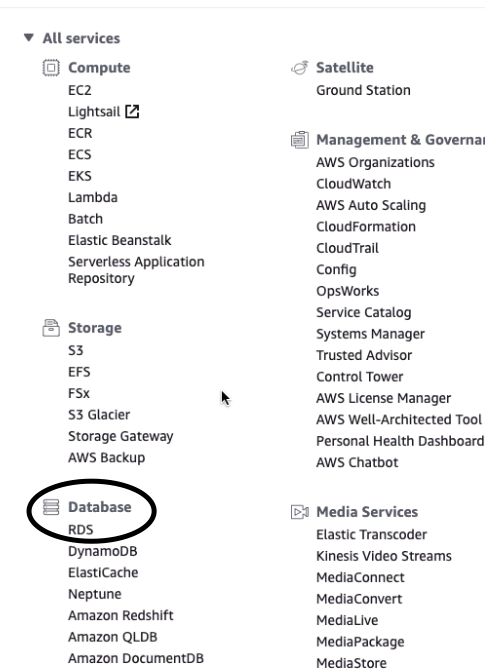 All services
Compute
EC2
Lightsail
ECR
ECS
EKS
Lambda
Batch
Elastic Beanstalk
Serverless Application
Repository
Storage
S3
EFS
FSx
S3 Glacier
Storage Gateway
AWS Backup
Database
RDS
DynamoDB
ElastiCache
Neptune
Amazon Redshift
Amazon QLDB
Amazon DocumentDB
Satellite
Ground Station
Management & Governan
AWS Organizations
CloudWatch
AWS Auto Scaling
CloudFormation
CloudTrail
Config
OpsWorks
Service Catalog
Systems Manager
Trusted Advisor
Control Tower
AWS License Manager
AWS Well-Architected Tool
Personal Health Dashboard
AWS Chatbot
Media Services
Elastic Transcoder
Kinesis Video Streams
MediaConnect
MediaConvert
MediaLive
MediaPackage
MediaStore